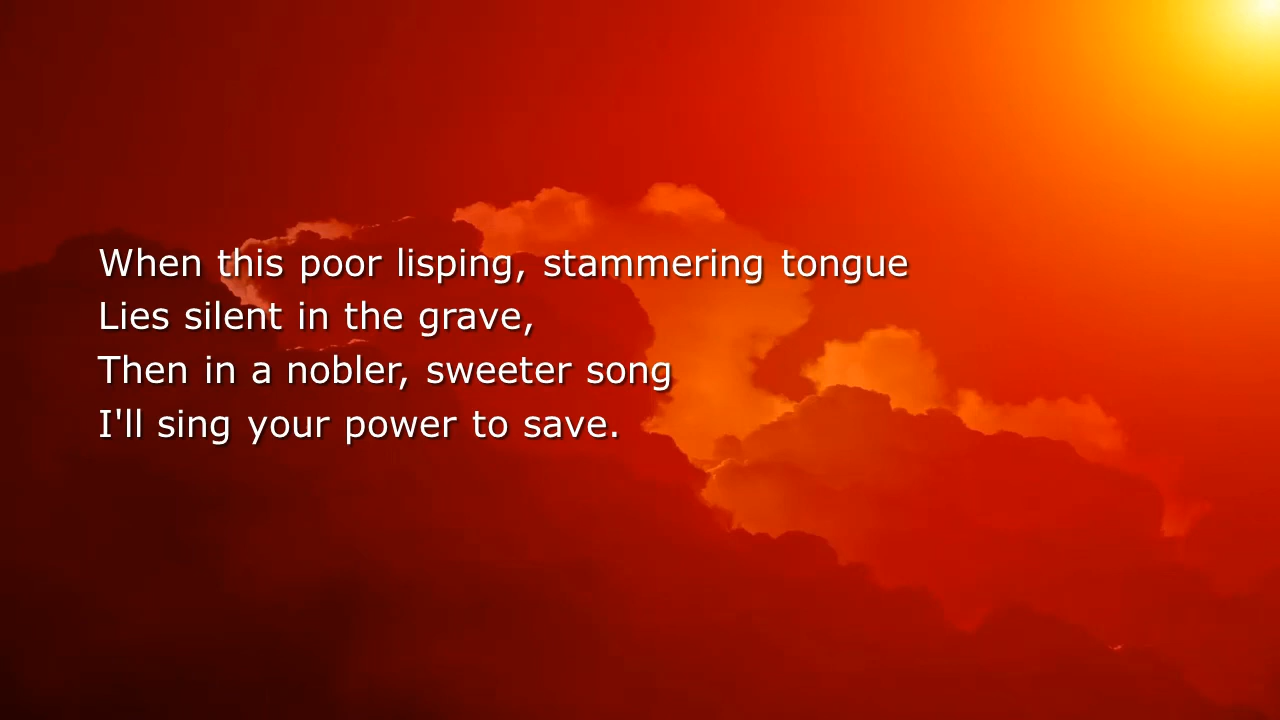 When this poor lisping, stammering tongue
Lies silent in the grave,
Then in a nobler, sweeter song
I'll sing your power to save.